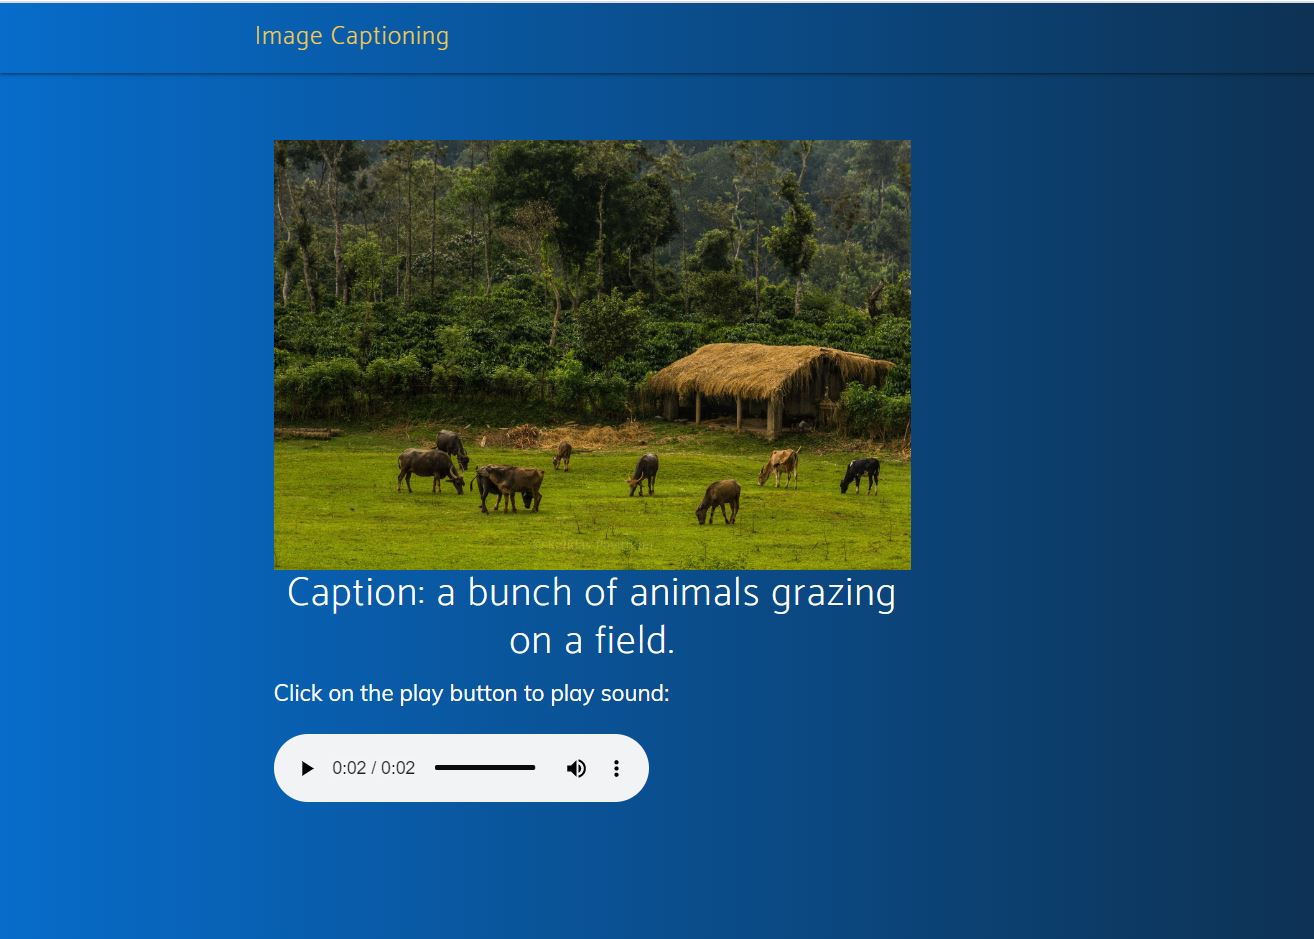 Image Captioning
Caption: a bunch of animals grazing
on a field.
Click on the play button to play sound:
0:02 / 0:02